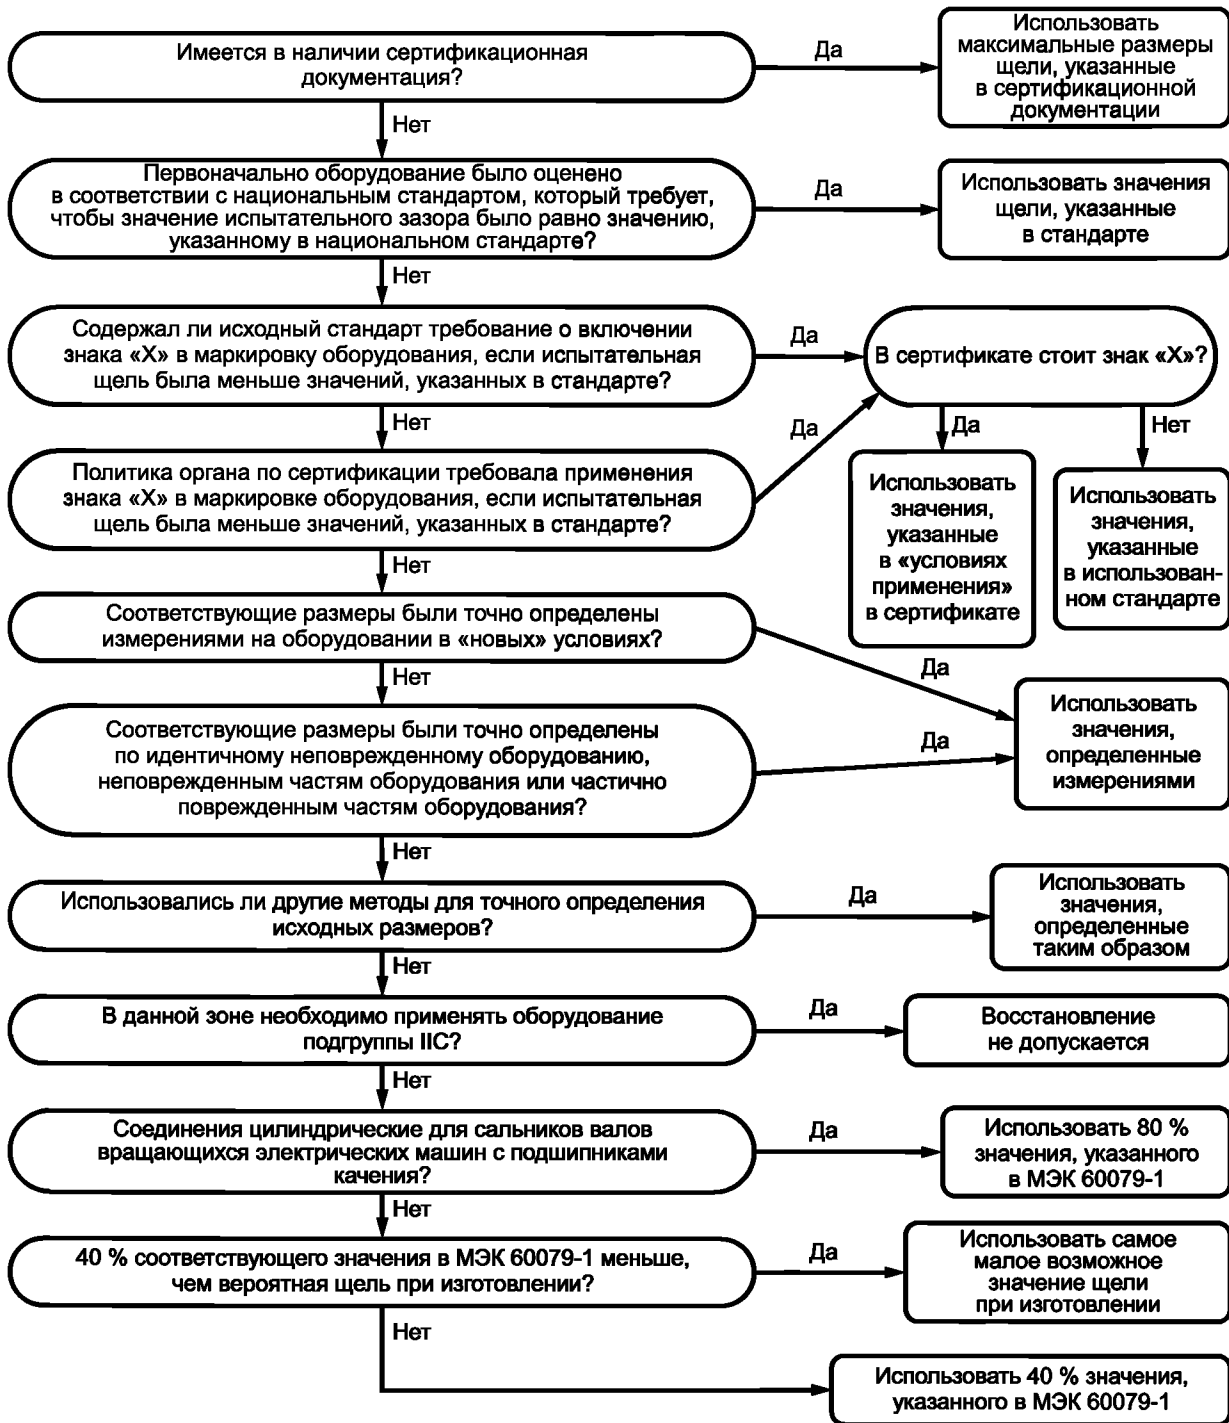 Имеется в наличии сертификационная
документация?
Да
Использовать
максимальные размеры
щели, указанные
в сертификационной
документации
Нет
Первоначально оборудование было оценено
в соответствии с национальным стандартом, который требует,
чтобы значение испытательного зазора было равно значению,
указанному в национальном стандарте?
Да
Использовать значения
щели, указанные
в стандарте
Нет
Содержал ли исходный стандарт требование о включении
знака «X» в маркировку оборудования, если испытательная
щель была меньше значений, указанных в стандарте?
Да
В сертификате стоит знак «X»?
Нет
Да
Да
Нет
Политика органа по сертификации требовала применения
знака «X» в маркировке оборудования, если испытательная
щель была меньше значений, указанных в стандарте?
Использовать
значения,
указанные
в «условиях
применения»
в сертификате
Использовать
значения,
указанные
в использован-
ном стандарте
Нет
Соответствующие размеры были точно определены
измерениями на оборудовании в «новых» условиях?
Да
Нет
Соответствующие размеры были точно определены
по идентичному неповрежденному оборудованию,
неповрежденным частям оборудования или частично
поврежденным частям оборудования?
Да
Использовать
значения,
определенные
измерениями
Нет
Использовались ли другие методы для точного определения
исходных размеров?
Да
Использовать
значения,
определенные
таким образом
Нет
В данной зоне необходимо применять оборудование
подгруппы IIC?
Да
Восстановление
не допускается
Нет
Соединения цилиндрические для сальников валов
вращающихся электрических машин с подшипниками
качения?
Да
Использовать 80 %
значения, указанного
в МЭК 60079-1
Нет
40 % соответствующего значения в МЭК 60079-1 меньше,
чем вероятная щель при изготовлении?
Да
Использовать самое
малое возможное
значение щели
при изготовлении
Нет
Использовать 40 % значения,
указанного в МЭК 60079-1